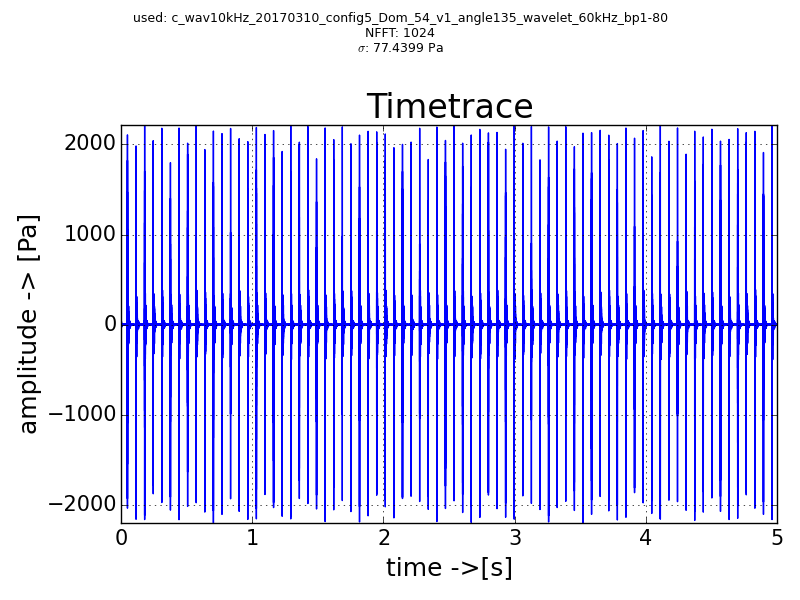 used: c_wav10kHz_20170310_config5_Dom_54_v1_angle135_wavelet_60kHz_bp1-80
NFFT: 1024
σ: 77.4399 Pa
Timetrace
2000
1000
0
−1000
−2000
amplitude -> [Pa]
0 1 2 3 4 5
time ->[s]